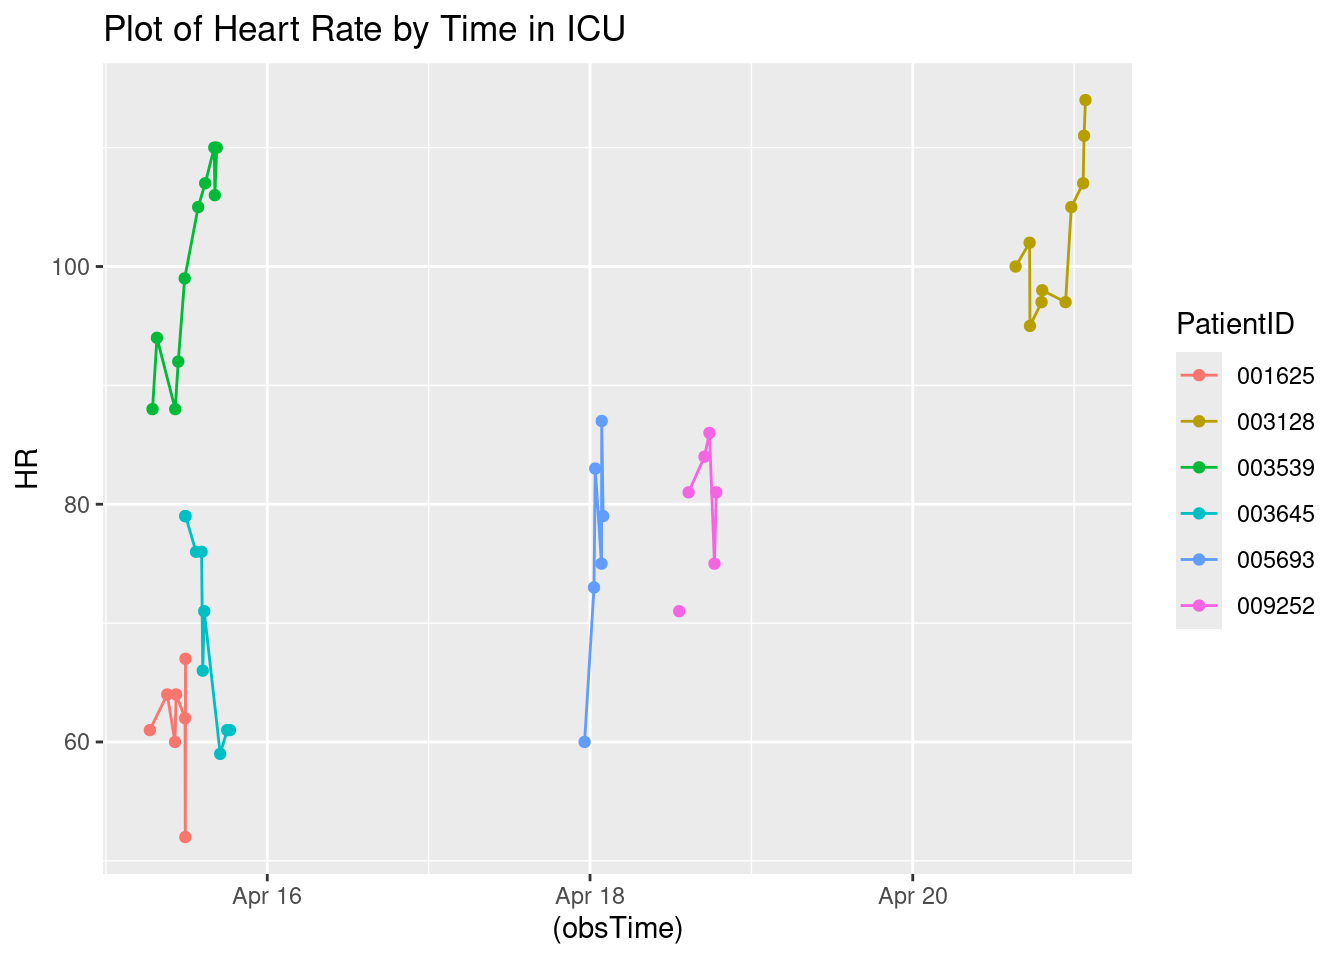 Plot of Heart Rate by Time in ICU
HR
100
80
60
Apr 16
Apr 18
Apr 20
(obsTime)
PatientID
001625
003128
003539
003645
005693
009252